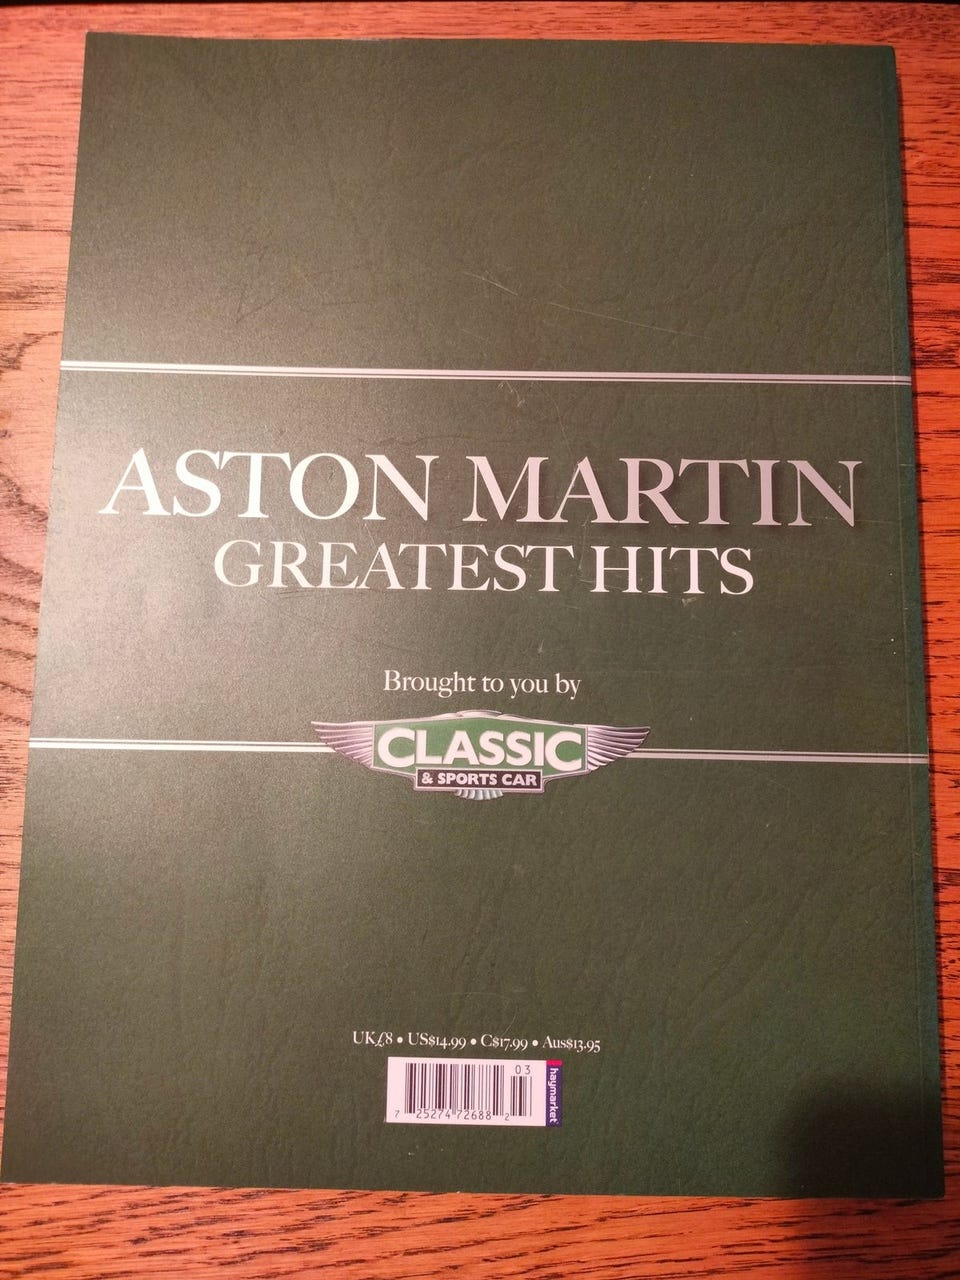 ASTON MARTIN
GREATEST HITS
Brought to you by
CLASSIC
& SPORTS CAR
UK£8 • US$14.99 • C$17.99 • Aus$13.95
03
haymarket
7 25274 72688 2